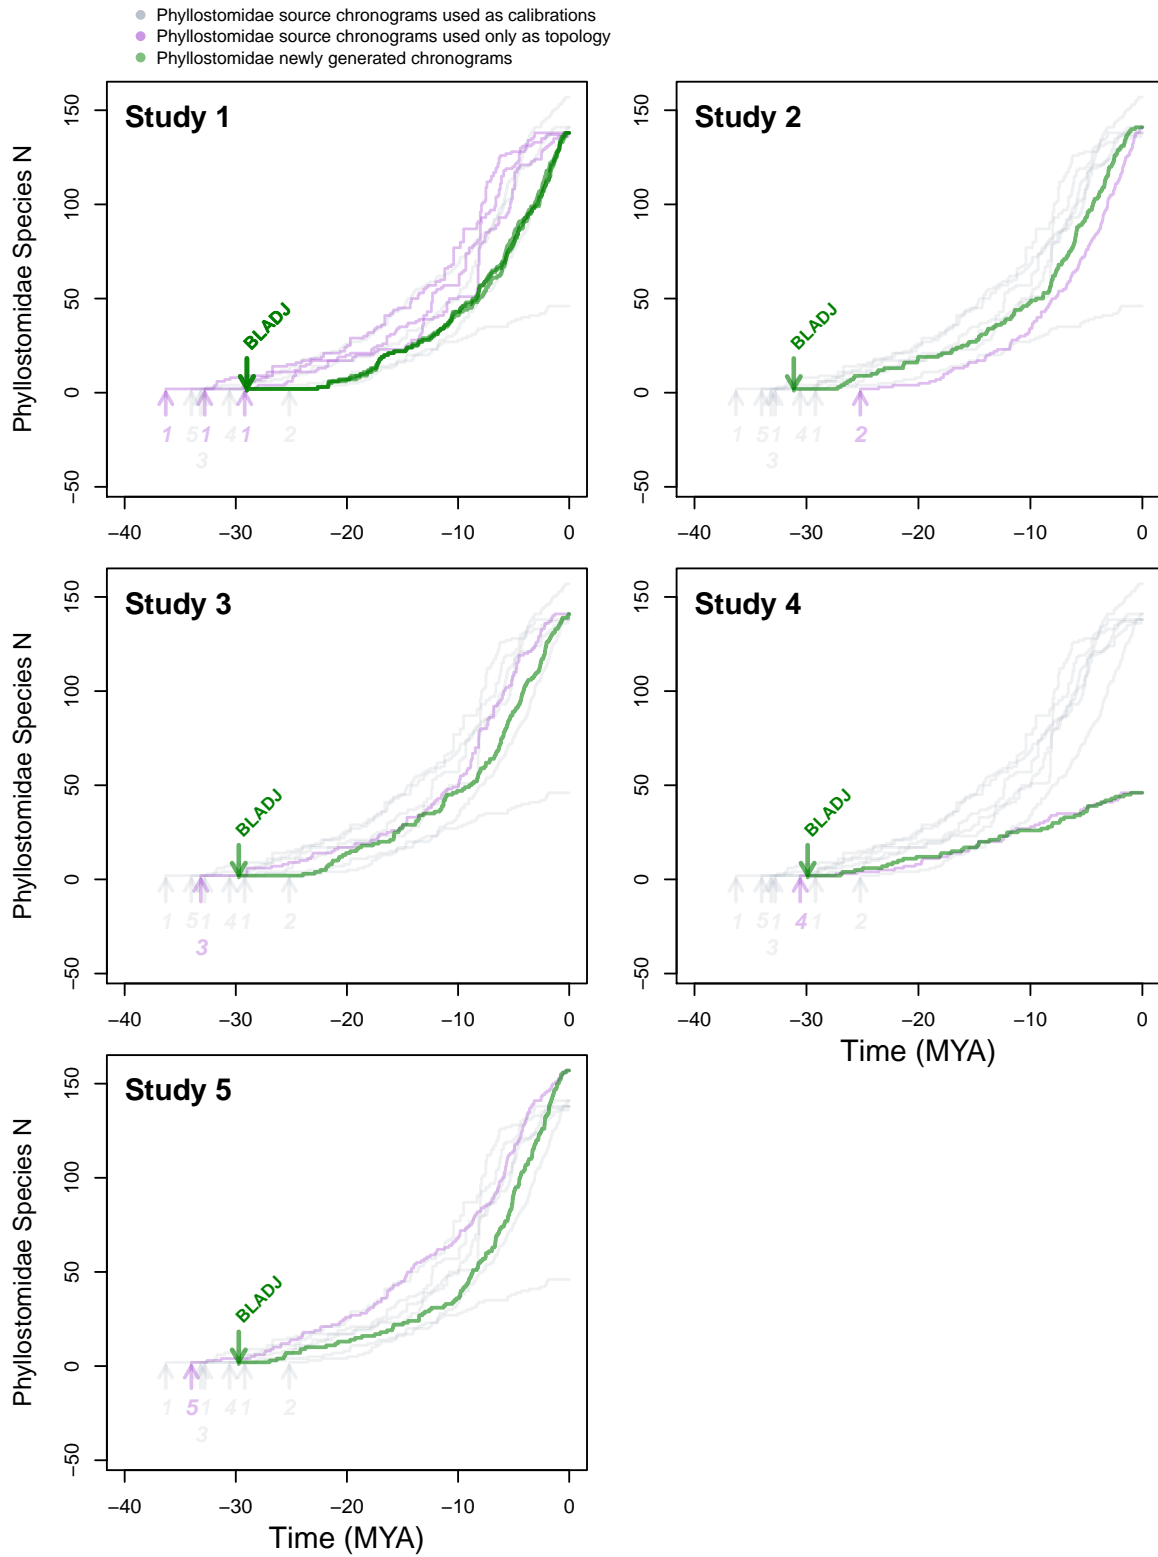 Phyllostomidae source chronograms used as calibrations
Phyllostomidae source chronograms used only as topology
Phyllostomidae newly generated chronograms
Study 1
Phyllostomidae Species N
150
100
50
0
−50
BLADJ
1 5 1 4 1 2
3
−40 −30 −20 −10 0
Study 2
150
100
50
0
−50
BLADJ
1 5 1 4 1 2
3
−40 −30 −20 −10 0
Study 3
Phyllostomidae Species N
150
100
50
0
−50
BLADJ
1 5 1 4 1 2
3
−40 −30 −20 −10 0
Study 4
150
100
50
0
−50
BLADJ
1 5 1 4 1 2
3
−40 −30 −20 −10 0
Time (MYA)
Study 5
Phyllostomidae Species N
150
100
50
0
−50
BLADJ
1 5 1 4 1 2
3
−40 −30 −20 −10 0
Time (MYA)